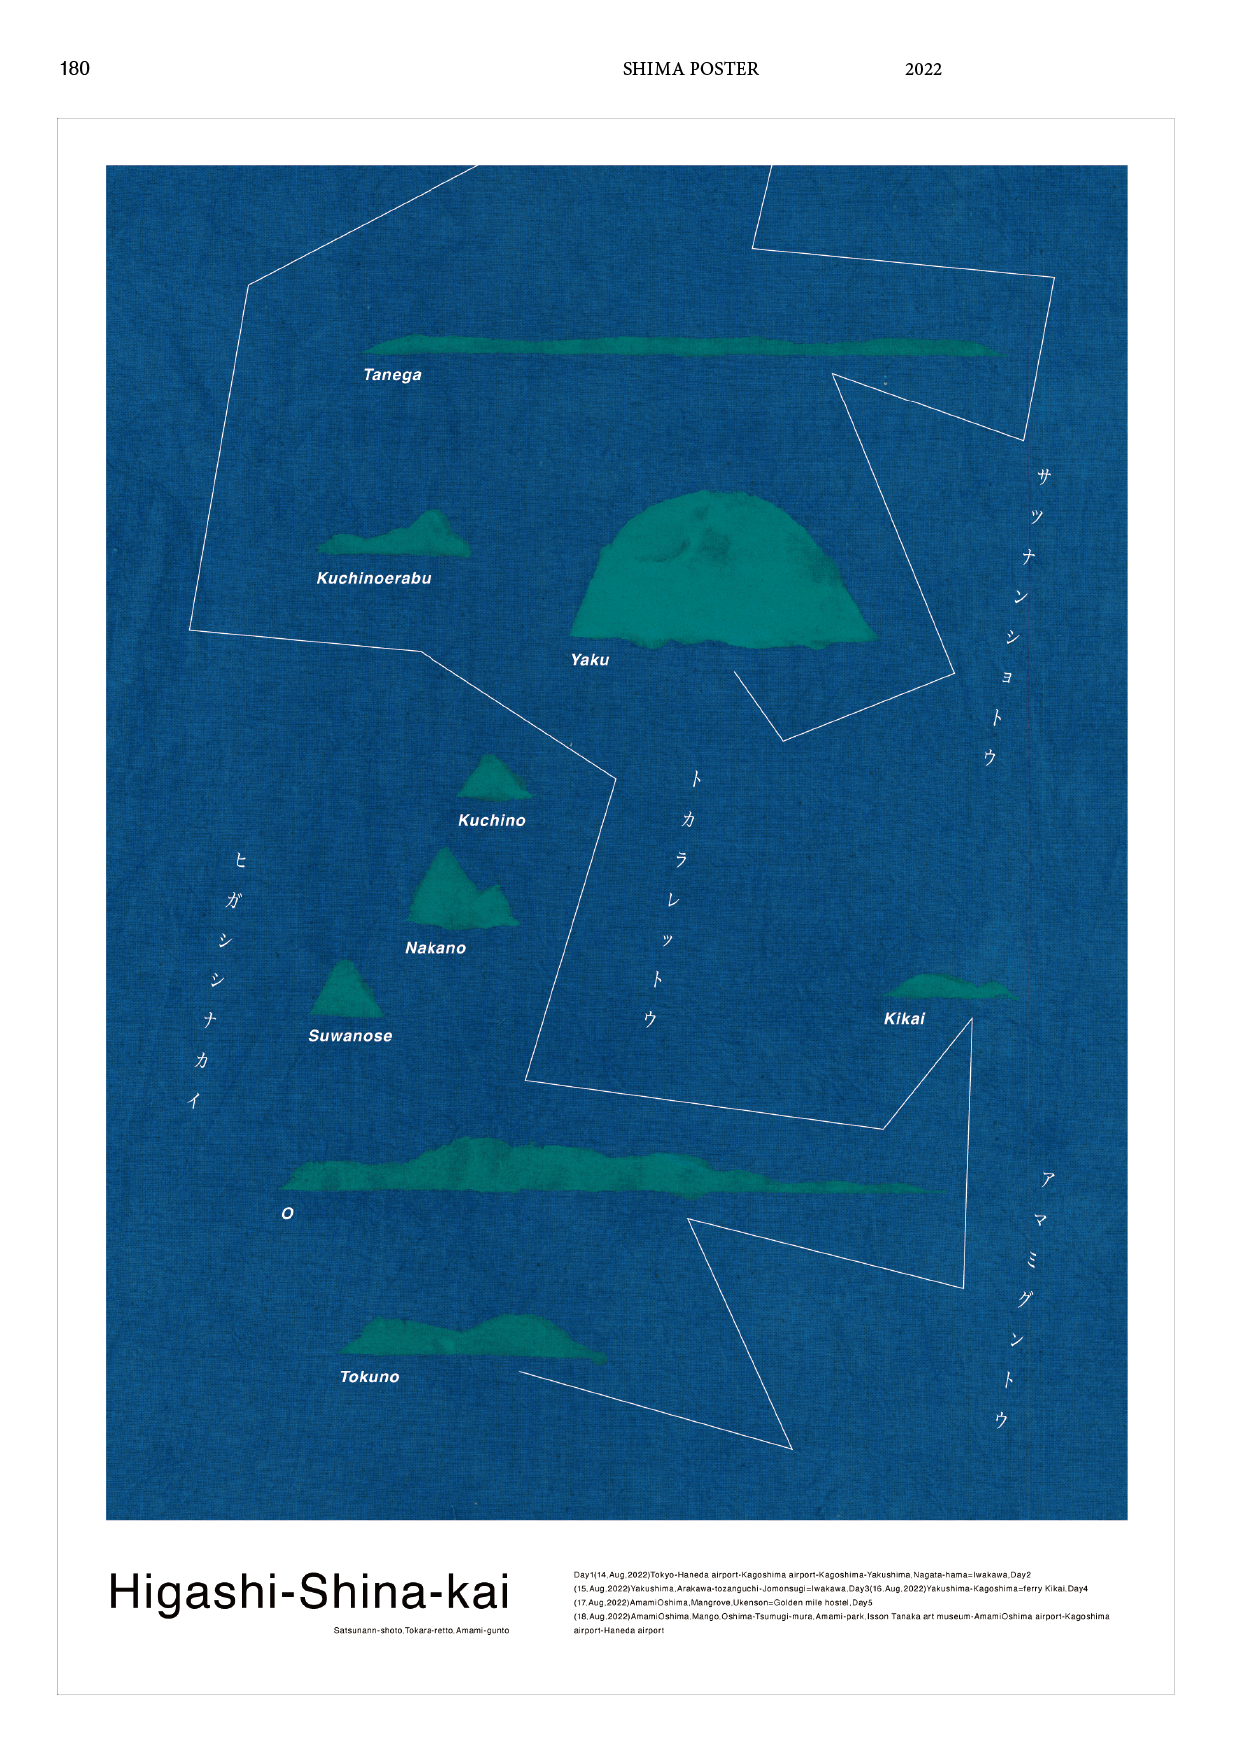 180
SHIMA POSTER
2022
Tanega
サツナンショトウ
Kuchinoerabu
Yaku
トカラレットウ
Kuchino
ヒガシシナカイ
Nakano
Suwanose
Kikai
アマミグントウ
O
Tokuno
Higashi-Shina-kai
Satsunann-shoto,Tokara-retto,Amami-gunto
Day1(14,Aug,2022)Tokyo-Haneda airport-Kagoshima airport-Kagoshima-Yakushima,Nagata-hama=Iwakawa,Day2
(15,Aug,2022)Yakushima,Arakawa-tozanguchi-Jomonsugi=Iwakawa,Day3(16,Aug,2022)Yakushima-Kagoshima=ferry Kikai,Day4
(17,Aug,2022)AmamiOshima,Mangrove,Ukenson=Golden mile hostel,Day5
(18,Aug,2022)AmamiOshima,Mango,Oshima-Tsumugi-mura,Amami-park,Isson Tanaka art museum-AmamiOshima airport-Kagoshima
airport-Haneda airport